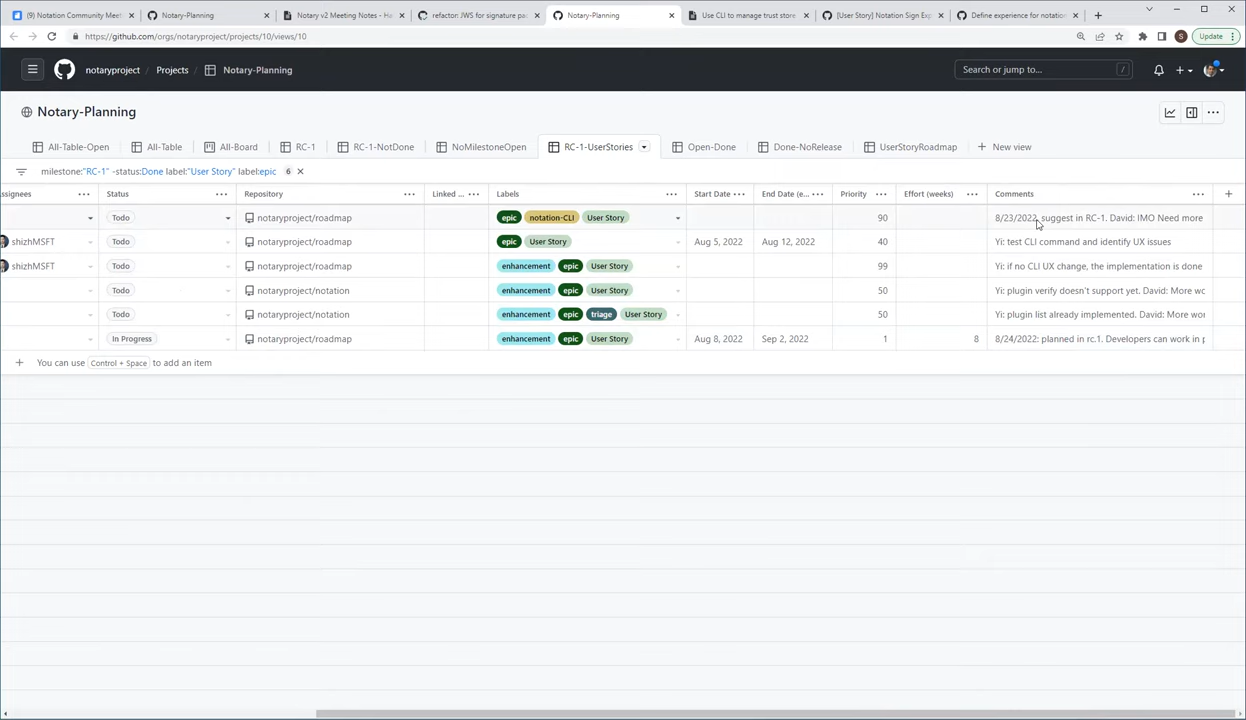 (9) Notation Community Meet
Notary-Planning
Notary v2 Meeting Notes - Ha
refactor: JWS for signature pac
Notary-Planning
Use CLI to manage trust store
[User Story] Notation Sign Exp
Define experience for notation
https://github.com/orgs/notaryproject/projects/10/views/10
S
Update
notaryproject
Projects
Notary-Planning
Search or jump to...
/
Notary-Planning
All-Table-Open
All-Table
All-Board
RC-1
RC-1-NotDone
NoMilestoneOpen
RC-1-UserStories
Open-Done
Done-NoRelease
UserStoryRoadmap
+ New view
milestone:"RC-1" -status:Done label:"User Story" label:epic 6
ssignees Status Repository Linked ... Labels Start Date End Date (e... Priority Effort (weeks) Comments
Todo notaryproject/roadmap epic notation-CLI User Story 90 8/23/2022, suggest in RC-1. David: IMO Need more
shizhMSFT Todo notaryproject/roadmap epic User Story Aug 5, 2022 Aug 12, 2022 40 Yi: test CLI command and identify UX issues
shizhMSFT Todo notaryproject/roadmap enhancement epic User Story 99 Yi: if no CLI UX change, the implementation is done
Todo notaryproject/notation enhancement epic User Story 50 Yi: plugin verify doesn't support yet. David: More wo
Todo notaryproject/notation enhancement epic triage User Story 50 Yi: plugin list already implemented. David: More wor
In Progress notaryproject/roadmap enhancement epic User Story Aug 8, 2022 Sep 2, 2022 1 8 8/24/2022: planned in rc.1. Developers can work in p
+ You can use Control + Space to add an item